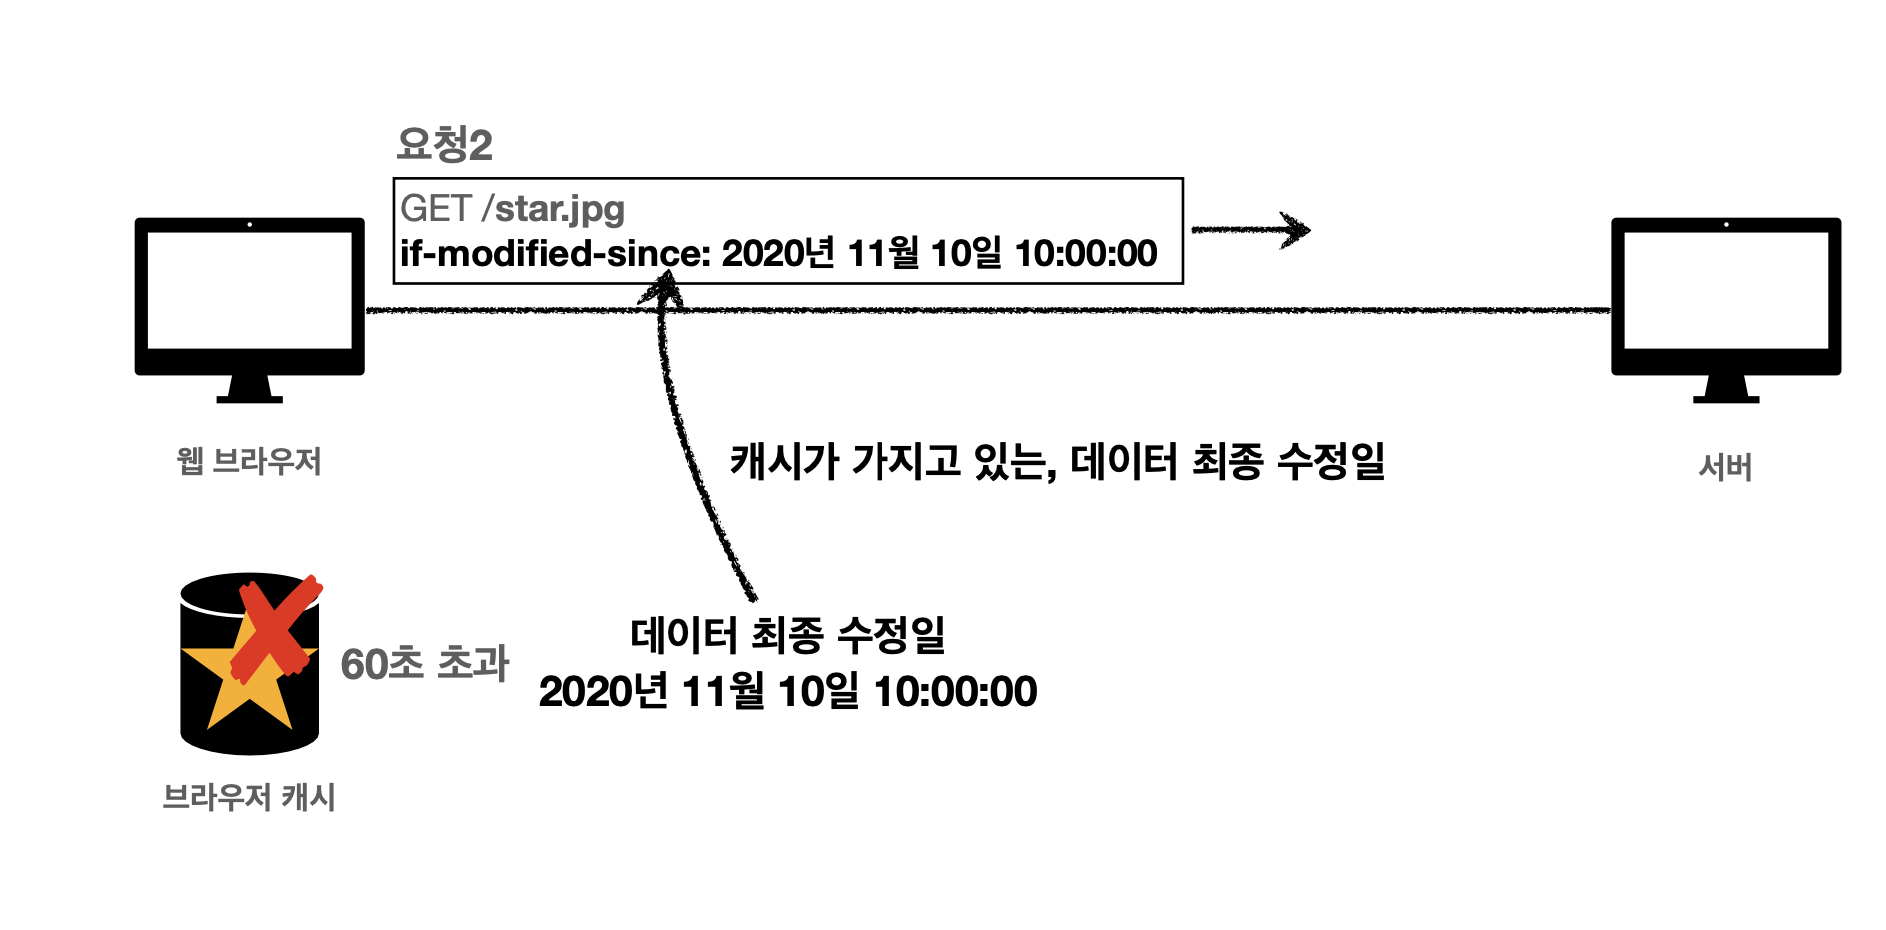 요청2
GET /star.jpg
if-modified-since: 2020년 11월 10일 10:00:00
웹 브라우저
캐시가 가지고 있는, 데이터 최종 수정일
서버
60초 초과
데이터 최종 수정일
2020년 11월 10일 10:00:00
브라우저 캐시